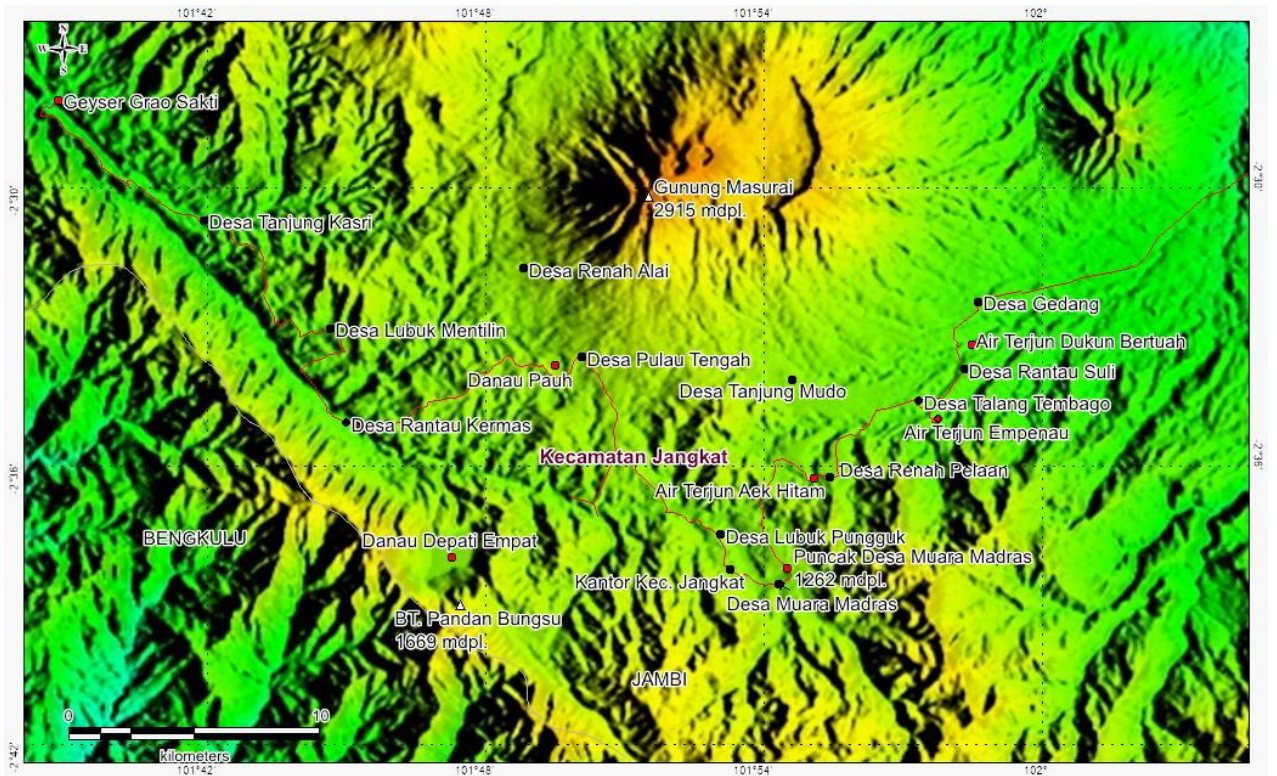 101°42'
101°48'
101°54'
102°
N
W E
S
Geyser Grao Sakti
-2°30'
Gunung Masurai
2915 mdpl.
-2°30'
Desa Tanjung Kasri
Desa Renah Alai
Desa Gedang
Desa Lubuk Mentilin
Air Terjun Dukun Bertuah
Desa Pulau Tengah
Desa Rantau Suli
Danau Pauh
Desa Tanjung Mudo
Desa Talang Tembago
Desa Rantau Kermas
Air Terjun Empenau
Kecamatan Jangkat
-2°36'
Desa Renah Pelaan
-2°36'
Air Terjun Aek Hitam
BENGKULU
Danau Depati Empat
Desa Lubuk Pungguk
Puncak Desa Muara Madras
1262 mdpl.
Kantor Kec. Jangkat
Desa Muara Madras
BT. Pandan Bungsu
1669 mdpl.
JAMBI
0 10
kilometers
-2°42'
-2°42'
101°42'
101°48'
101°54'
102°